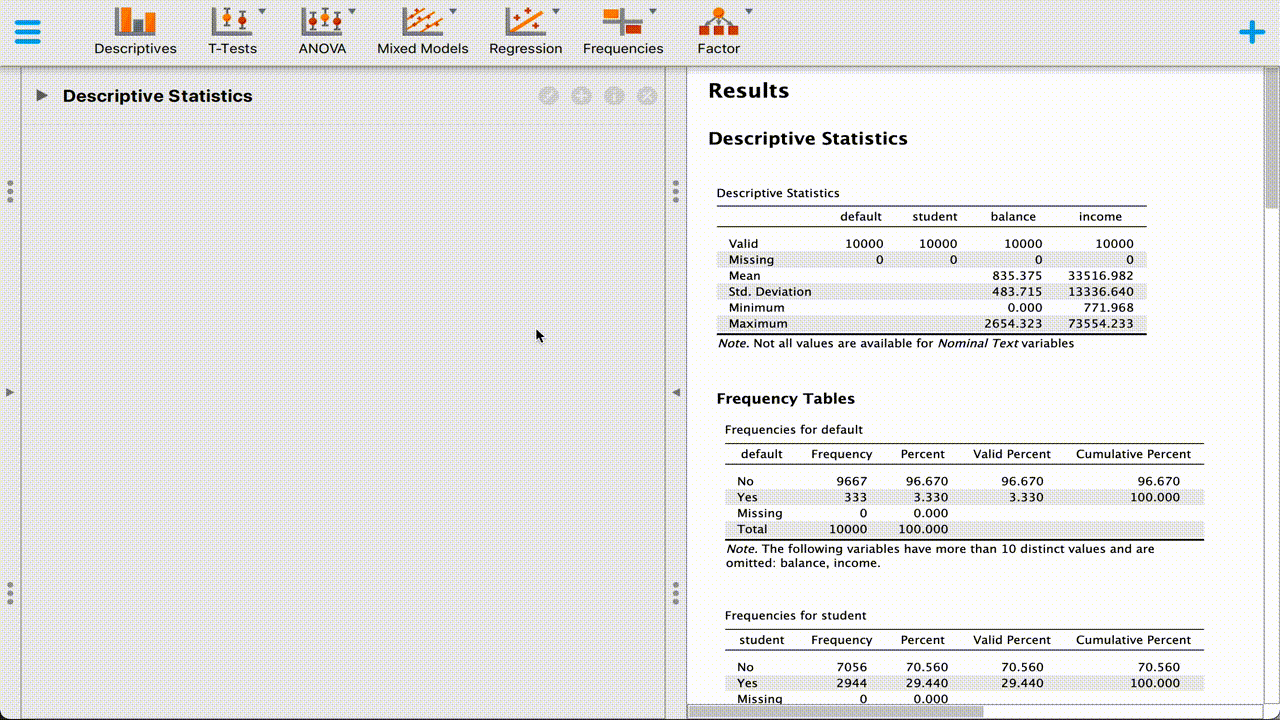 Descriptives T-Tests ANOVA Mixed Models Regression Frequencies Factor
Descriptive Statistics
Results
Descriptive Statistics
Descriptive Statistics
default student balance income
Valid 10000 10000 10000 10000
Missing 0 0 0 0
Mean 835.375 33516.982
Std. Deviation 483.715 13336.640
Minimum 0.000 771.968
Maximum 2654.323 73554.233
Note. Not all values are available for Nominal Text variables
Frequency Tables
Frequencies for default
default Frequency Percent Valid Percent Cumulative Percent
No 9667 96.670 96.670 96.670
Yes 333 3.330 3.330 100.000
Missing 0 0.000
Total 10000 100.000
Note. The following variables have more than 10 distinct values and are
omitted: balance, income.
Frequencies for student
student Frequency Percent Valid Percent Cumulative Percent
No 7056 70.560 70.560 70.560
Yes 2944 29.440 29.440 100.000
Missing 0 0.000